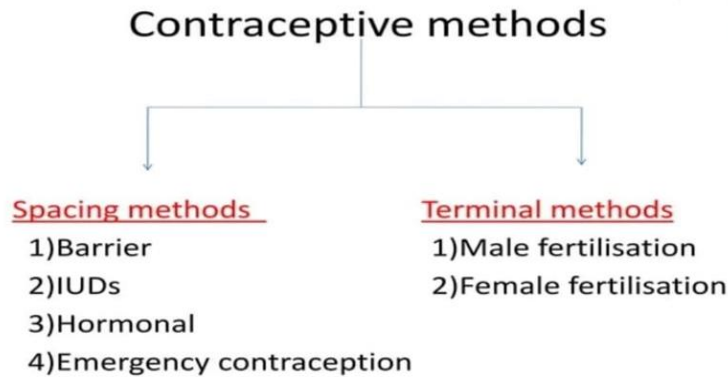 Contraceptive methods
Spacing methods
1)Barrier
2)IUDs
3)Hormonal
4)Emergency contraception
Terminal methods
1)Male fertilisation
2)Female fertilisation